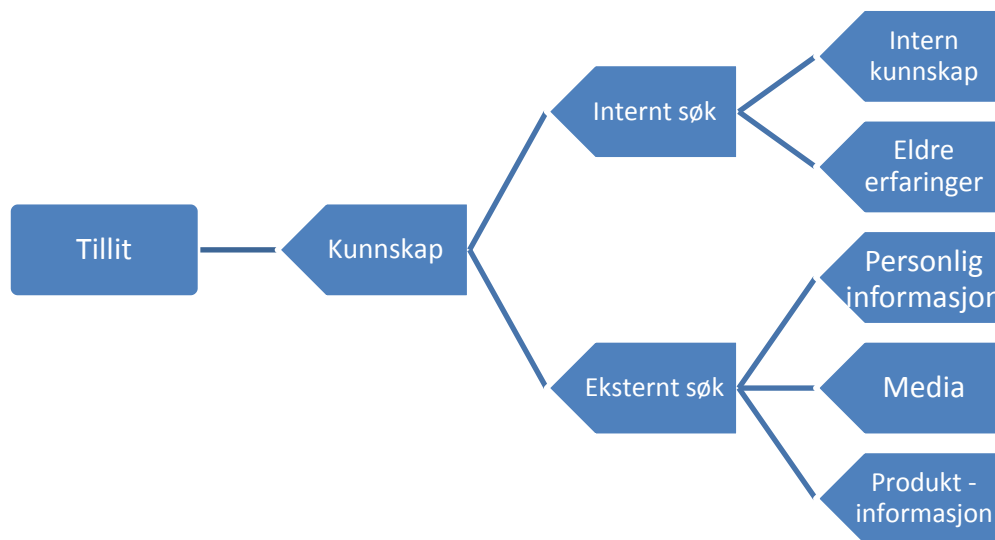 Tillit
Kunnskap
Internt søk
Intern
kunnskap
Eldre
erfaringer
Eksternt søk
Personlig
informasjon
Media
Produkt -
informasjon